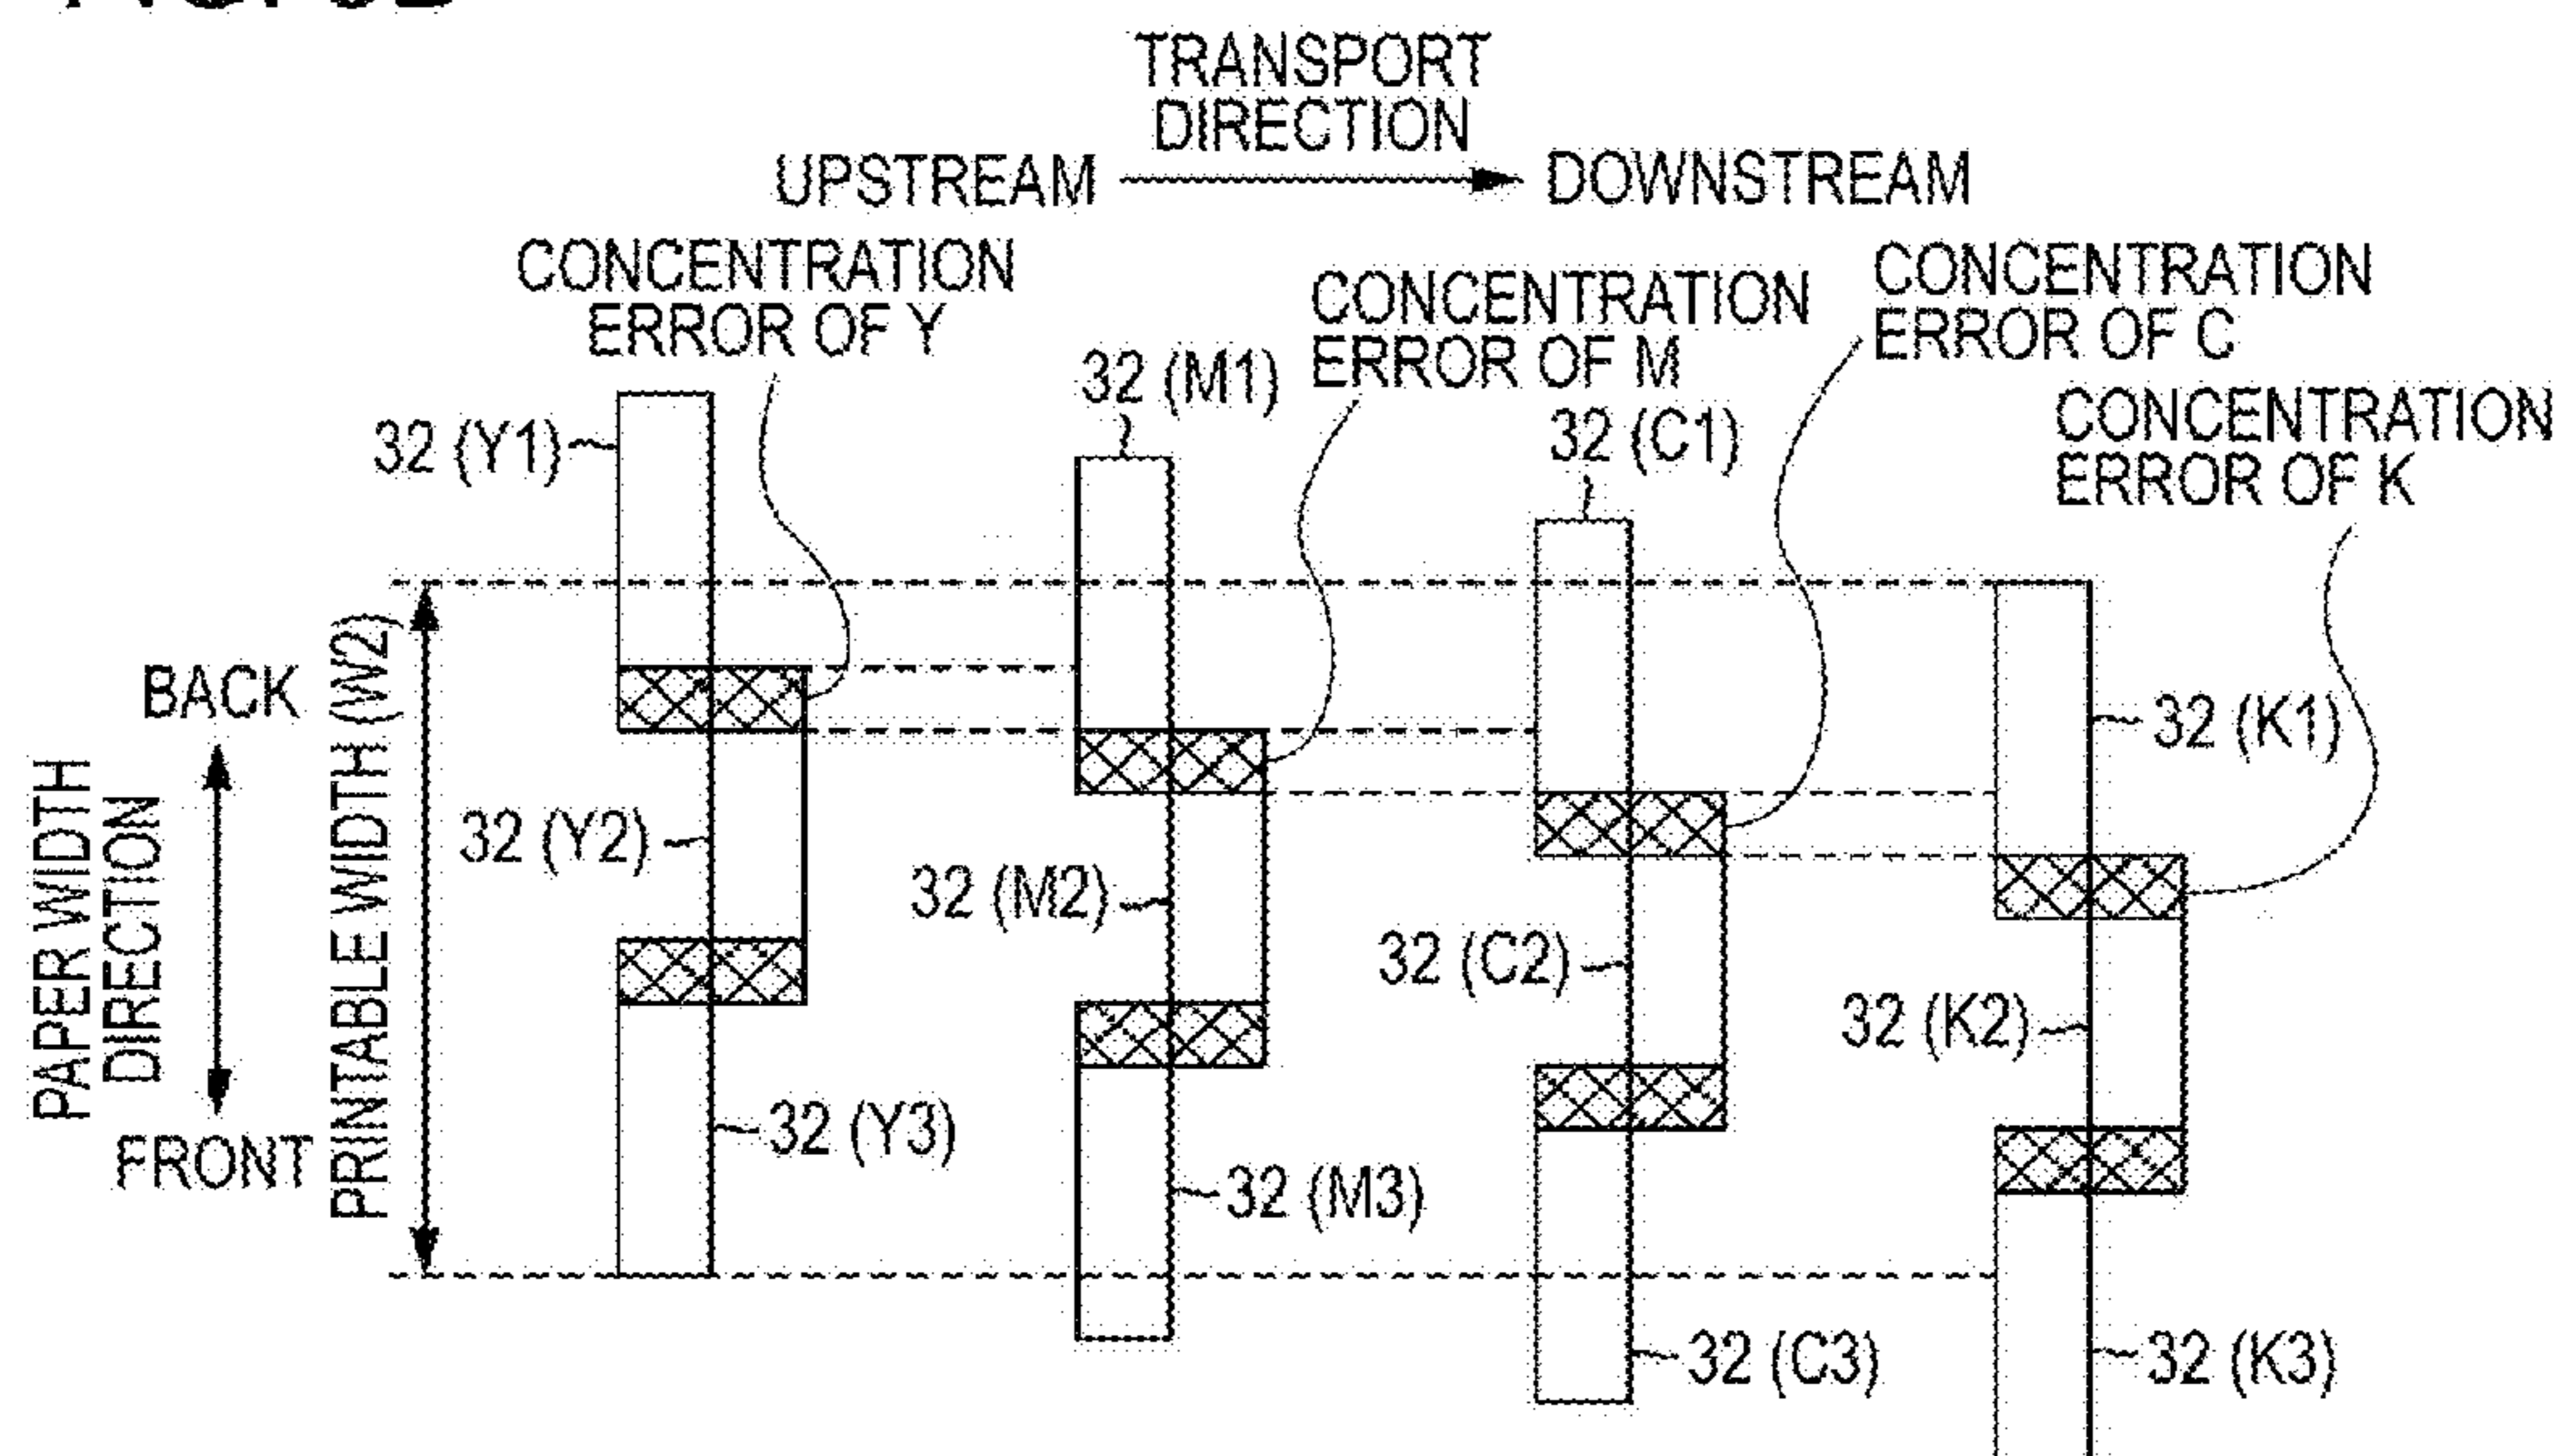 TRANSPORT
DIRECTION
UPSTREAM
DOWNSTREAM
CONCENTRATION
ERROR OF Y
CONCENTRATION
ERROR OF M
CONCENTRATION
ERROR OF C
CONCENTRATION
ERROR OF K
32 (Y1)
32 (M1)
32 (C1)
32 (K1)
BACK
PAPER WIDTH
DIRECTION
FRONT
PRINTABLE WIDTH (W2)
32 (Y2)
32 (M2)
32 (C2)
32 (K2)
32 (Y3)
32 (M3)
32 (C3)
32 (K3)